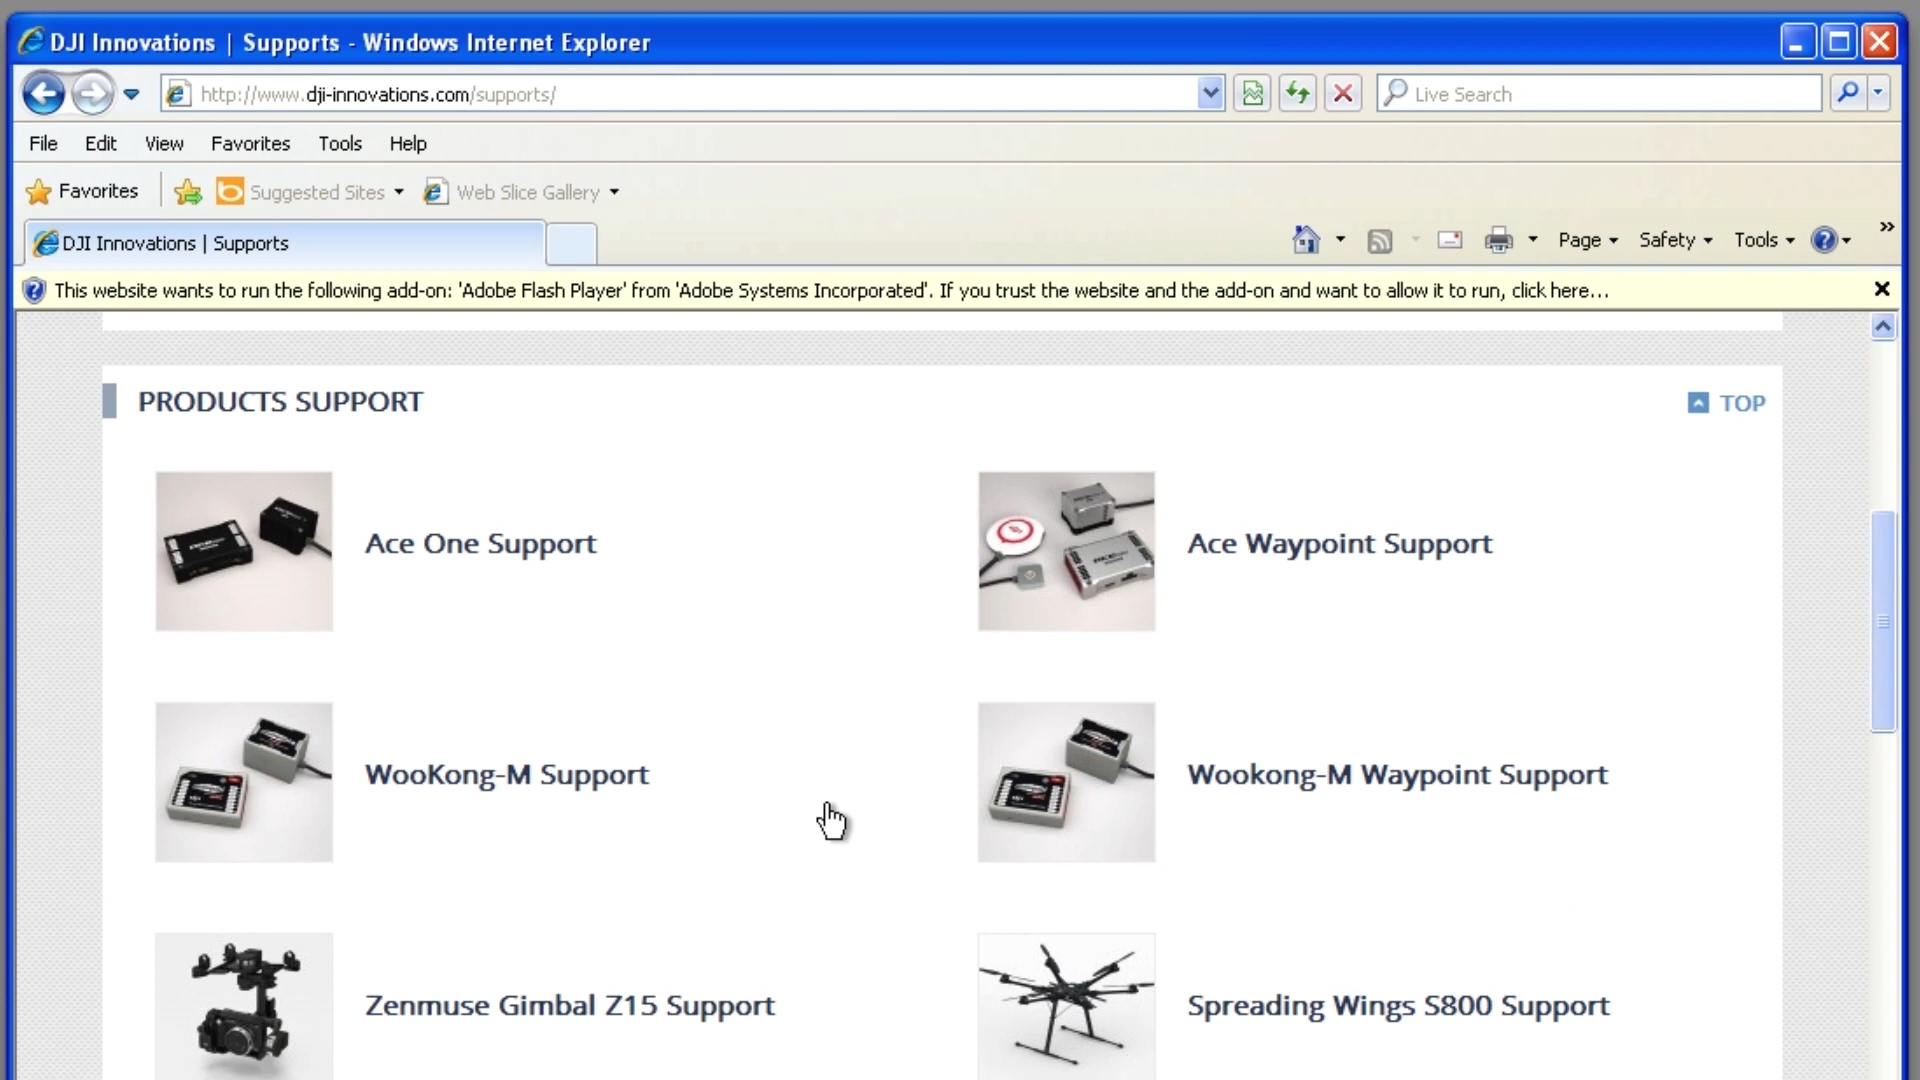 DJI Innovations | Supports - Windows Internet Explorer
http://www.dji-innovations.com/supports/
Live Search
File Edit View Favorites Tools Help
Favorites Suggested Sites Web Slice Gallery
DJI Innovations | Supports
Page Safety Tools
This website wants to run the following add-on: 'Adobe Flash Player' from 'Adobe Systems Incorporated'. If you trust the website and the add-on and want to allow it to run, click here...
PRODUCTS SUPPORT
TOP
Ace One Support
Ace Waypoint Support
WooKong-M Support
Wookong-M Waypoint Support
Zenmuse Gimbal Z15 Support
Spreading Wings S800 Support